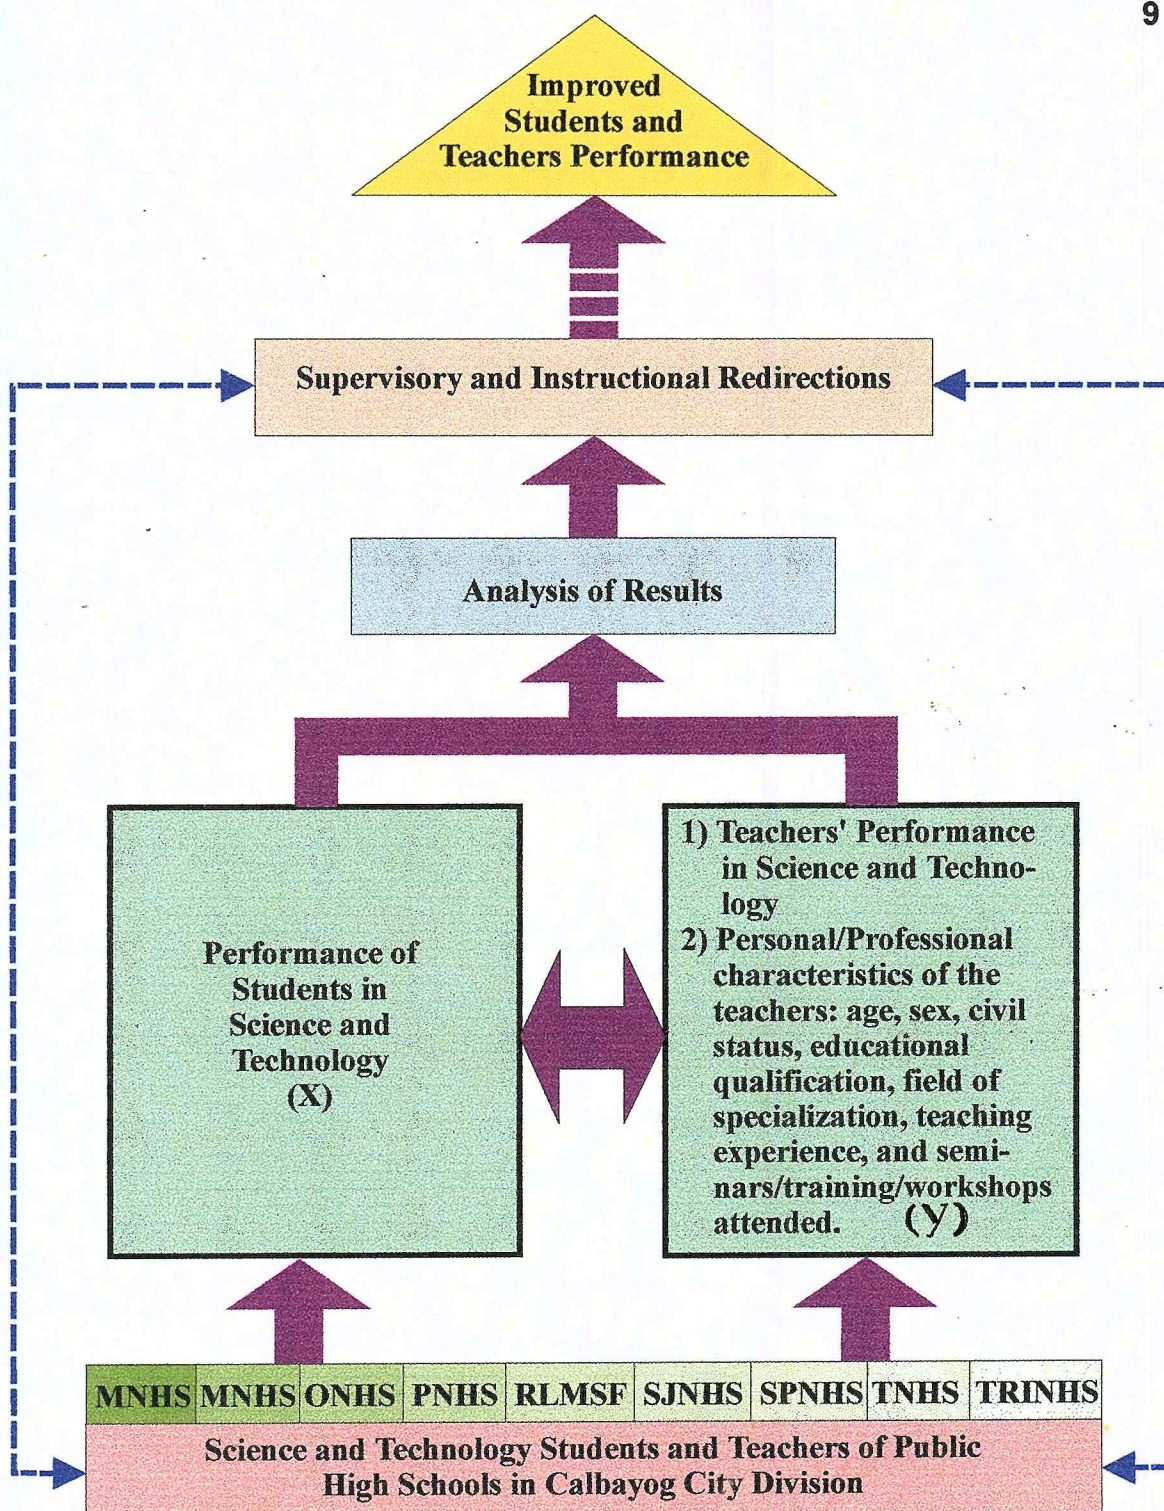 9
Improved
Students and
Teachers Performance
Supervisory and Instructional Redirections
Analysis of Results
Performance of
Students in
Science and
Technology
(X)
1) Teachers' Performance
in Science and Techno-
logy
2) Personal/Professional
characteristics of the
teachers: age, sex, civil
status, educational
qualification, field of
specialization, teaching
experience, and semi-
nars/training/workshops
attended. (Y)
MNHS MNHS ONHS PNHS RLMSF SJNHS SPNHS TNHS TRINHS
Science and Technology Students and Teachers of Public
High Schools in Calbayog City Division